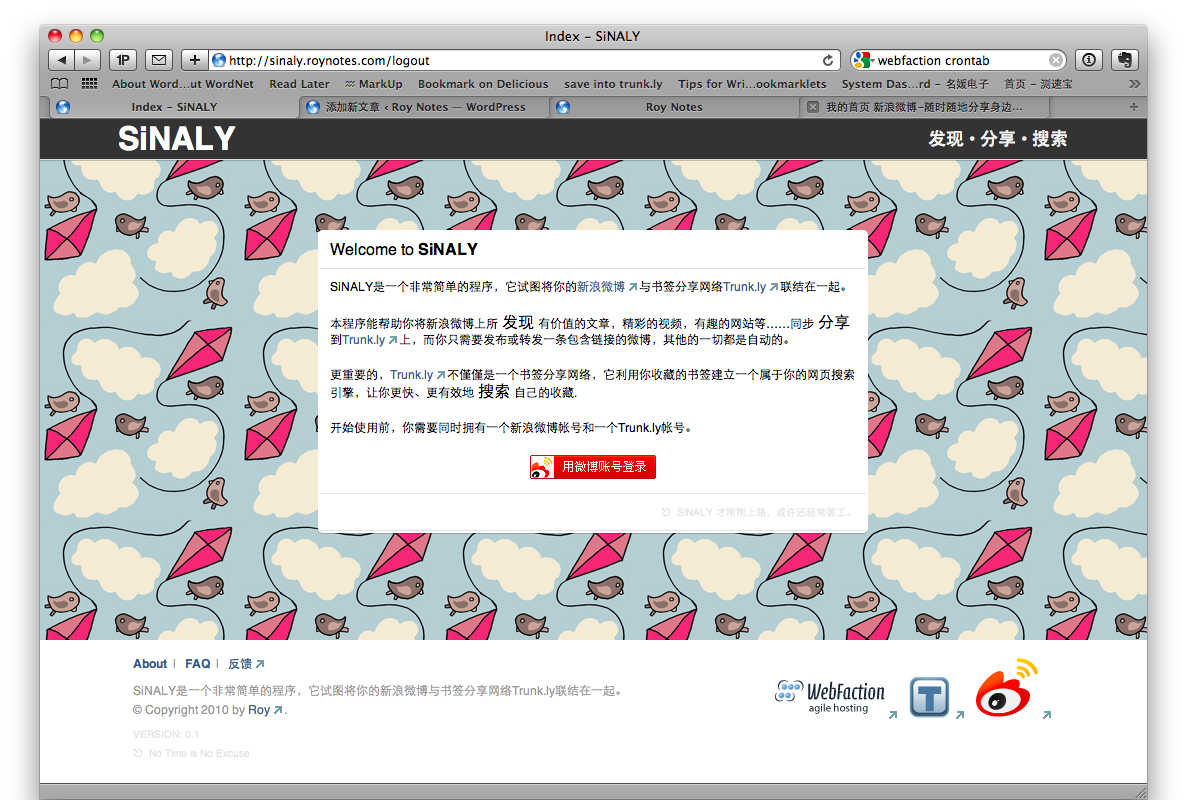 Index – SiNALY
1P
http://sinaly.roynotes.com/logout
webfaction crontab
About Word...ut WordNet
Read Later
≈ MarkUp
Bookmark on Delicious
save into trunk.ly
Tips for Wri...ookmarklets
System Das...rd – 名媛电子
首页 – 测速宝
Index – SiNALY
添加新文章 ‹ Roy Notes — WordPress
Roy Notes
我的首页 新浪微博-随时随地分享身边...
SiNALY
发现 • 分享 • 搜索
Welcome to SiNALY
SiNALY是一个非常简单的程序，它试图将你的新浪微博与书签分享网络Trunk.ly联结在一起。
本程序能帮助你将新浪微博上所 发现 有价值的文章，精彩的视频，有趣的网站等……同步 分享
到Trunk.ly上，而你只需要发布或转发一条包含链接的微博，其他的一切都是自动的。
更重要的，Trunk.ly不仅僅是一个书签分享网络，它利用你收藏的书签建立一个属于你的网页搜索
引擎，让你更快、更有效地 搜索 自己的收藏.
开始使用前，你需要同时拥有一个新浪微博帐号和一个Trunk.ly帐号。
用微博账号登录
SiNALY 才刚刚上路，或许还经常罢工。
About | FAQ | 反馈
SiNALY是一个非常简单的程序，它试图将你的新浪微博与书签分享网络Trunk.ly联结在一起。
© Copyright 2010 by Roy.
VERSION: 0.1
No Time Is No Excuse
WebFaction
agile hosting
T